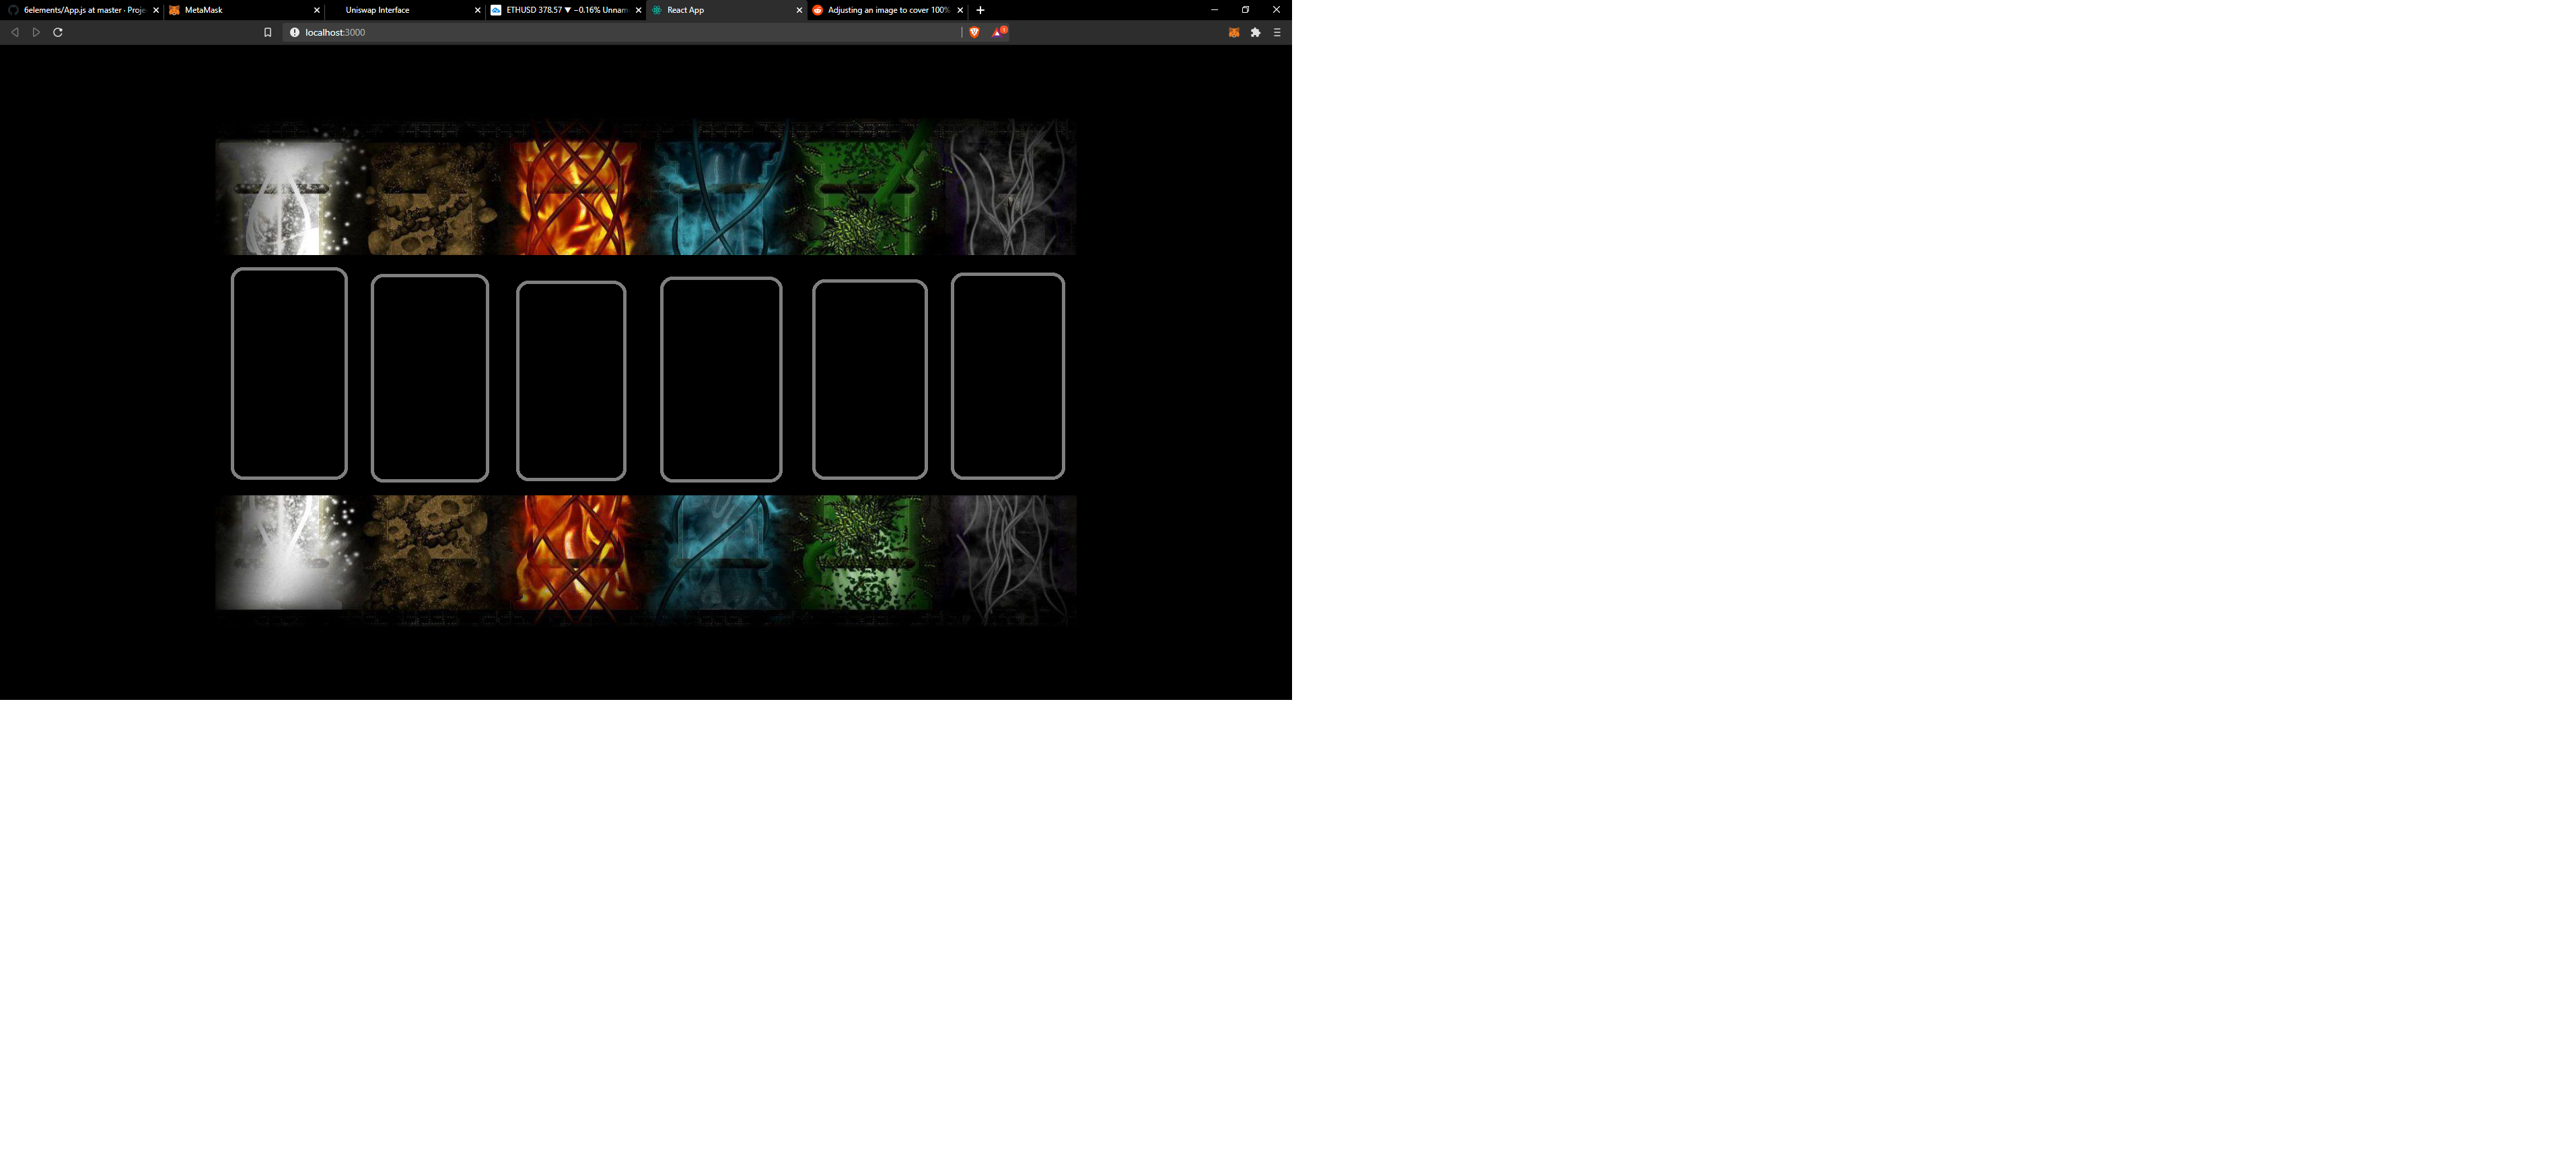 6elements/App.js at master · Proje
MetaMask
Uniswap Interface
ETHUSD 378.57 ▼ −0.16% Unnam
React App
Adjusting an image to cover 100%
localhost:3000
1